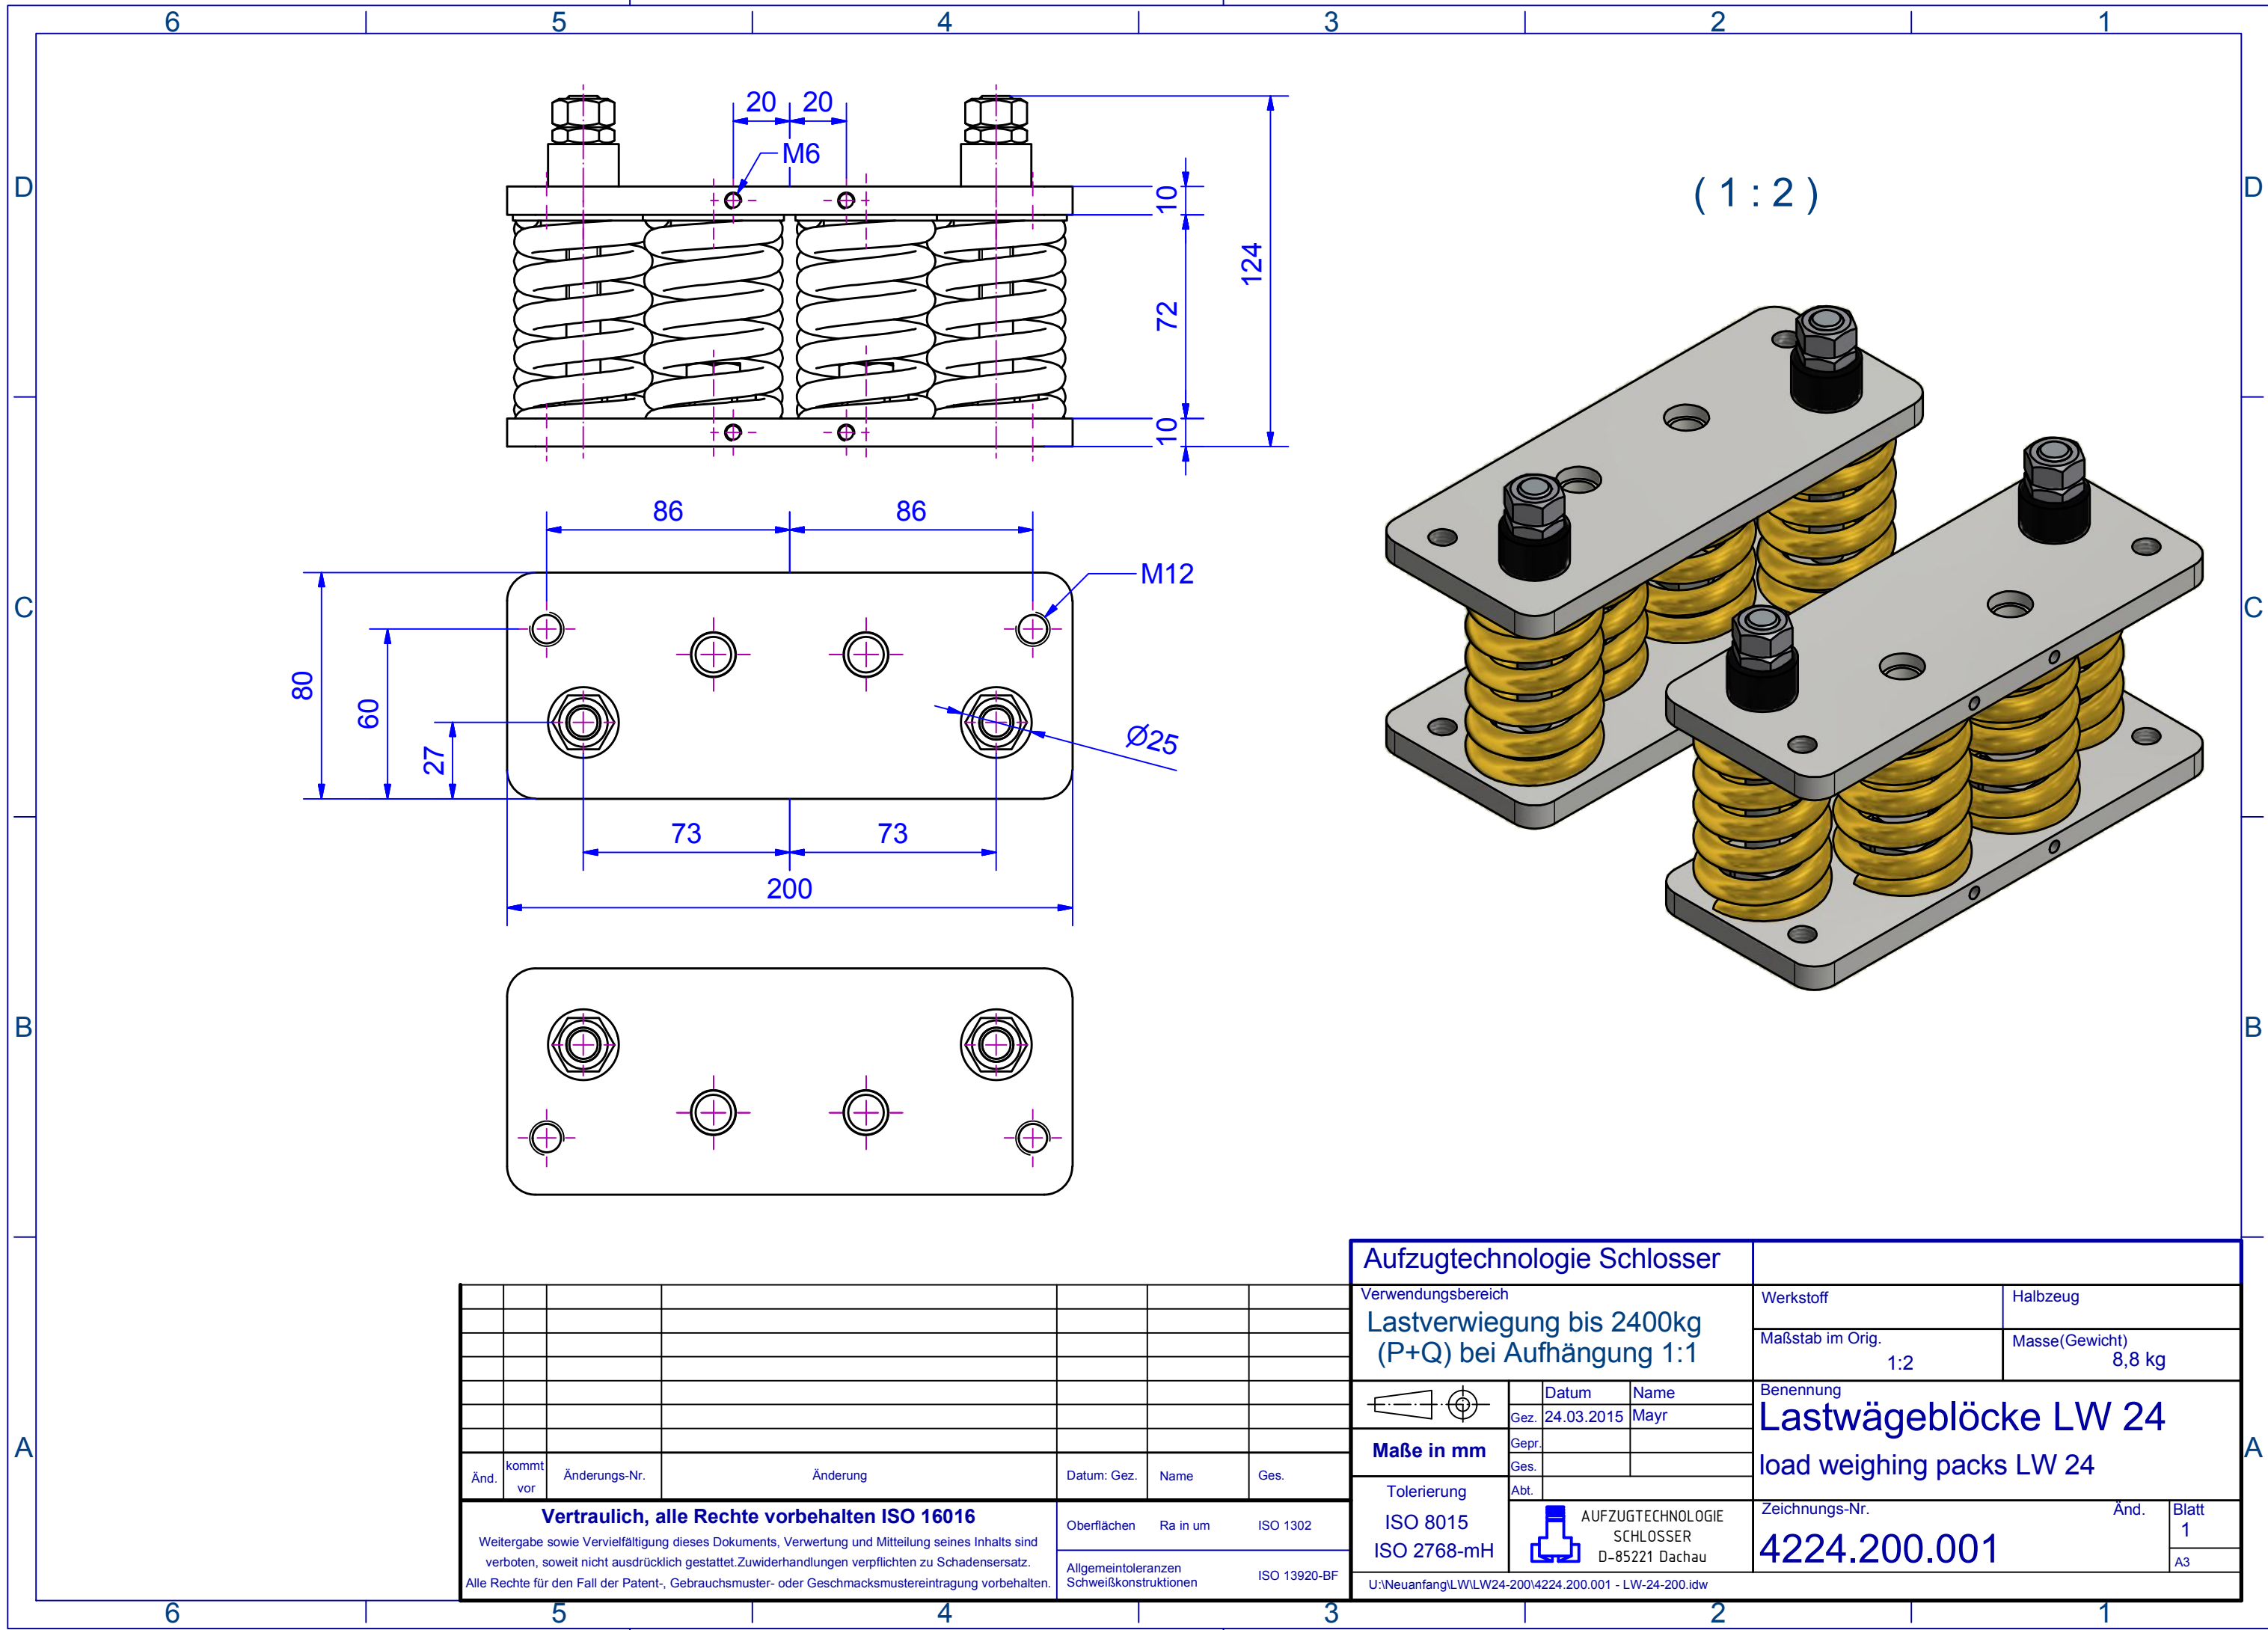 6 5 4 3 2 1
D D
C C
B B
A A
20 20
M6
10
72
10
124
( 1 : 2 )
86 86
M12
80
60
27
Ø25
73 73
200
Aufzugtechnologie Schlosser
Verwendungsbereich
Lastverwiegung bis 2400kg
(P+Q) bei Aufhängung 1:1
Werkstoff
Halbzeug
Maßstab im Orig.
1:2
Masse(Gewicht)
8,8 kg
Datum Name
Gez. 24.03.2015 Mayr
Gepr.
Ges.
Abt.
Maße in mm
Tolerierung
ISO 8015
ISO 2768-mH
Benennung
Lastwägeblöcke LW 24
load weighing packs LW 24
AUFZUGTECHNOLOGIE
SCHLOSSER
D-85221 Dachau
Zeichnungs-Nr. Änd. Blatt
4224.200.001
1
A3
U:\Neuanfang\LW\LW24-200\4224.200.001 - LW-24-200.idw
Änd. kommt vor Änderungs-Nr. Änderung Datum: Gez. Name Ges.
Vertraulich, alle Rechte vorbehalten ISO 16016
Weitergabe sowie Vervielfältigung dieses Dokuments, Verwertung und Mitteilung seines Inhalts sind
verboten, soweit nicht ausdrücklich gestattet.Zuwiderhandlungen verpflichten zu Schadensersatz.
Alle Rechte für den Fall der Patent-, Gebrauchsmuster- oder Geschmacksmustereintragung vorbehalten.
Oberflächen Ra in um ISO 1302
Allgemeintoleranzen
Schweißkonstruktionen
ISO 13920-BF
6 5 4 3 2 1